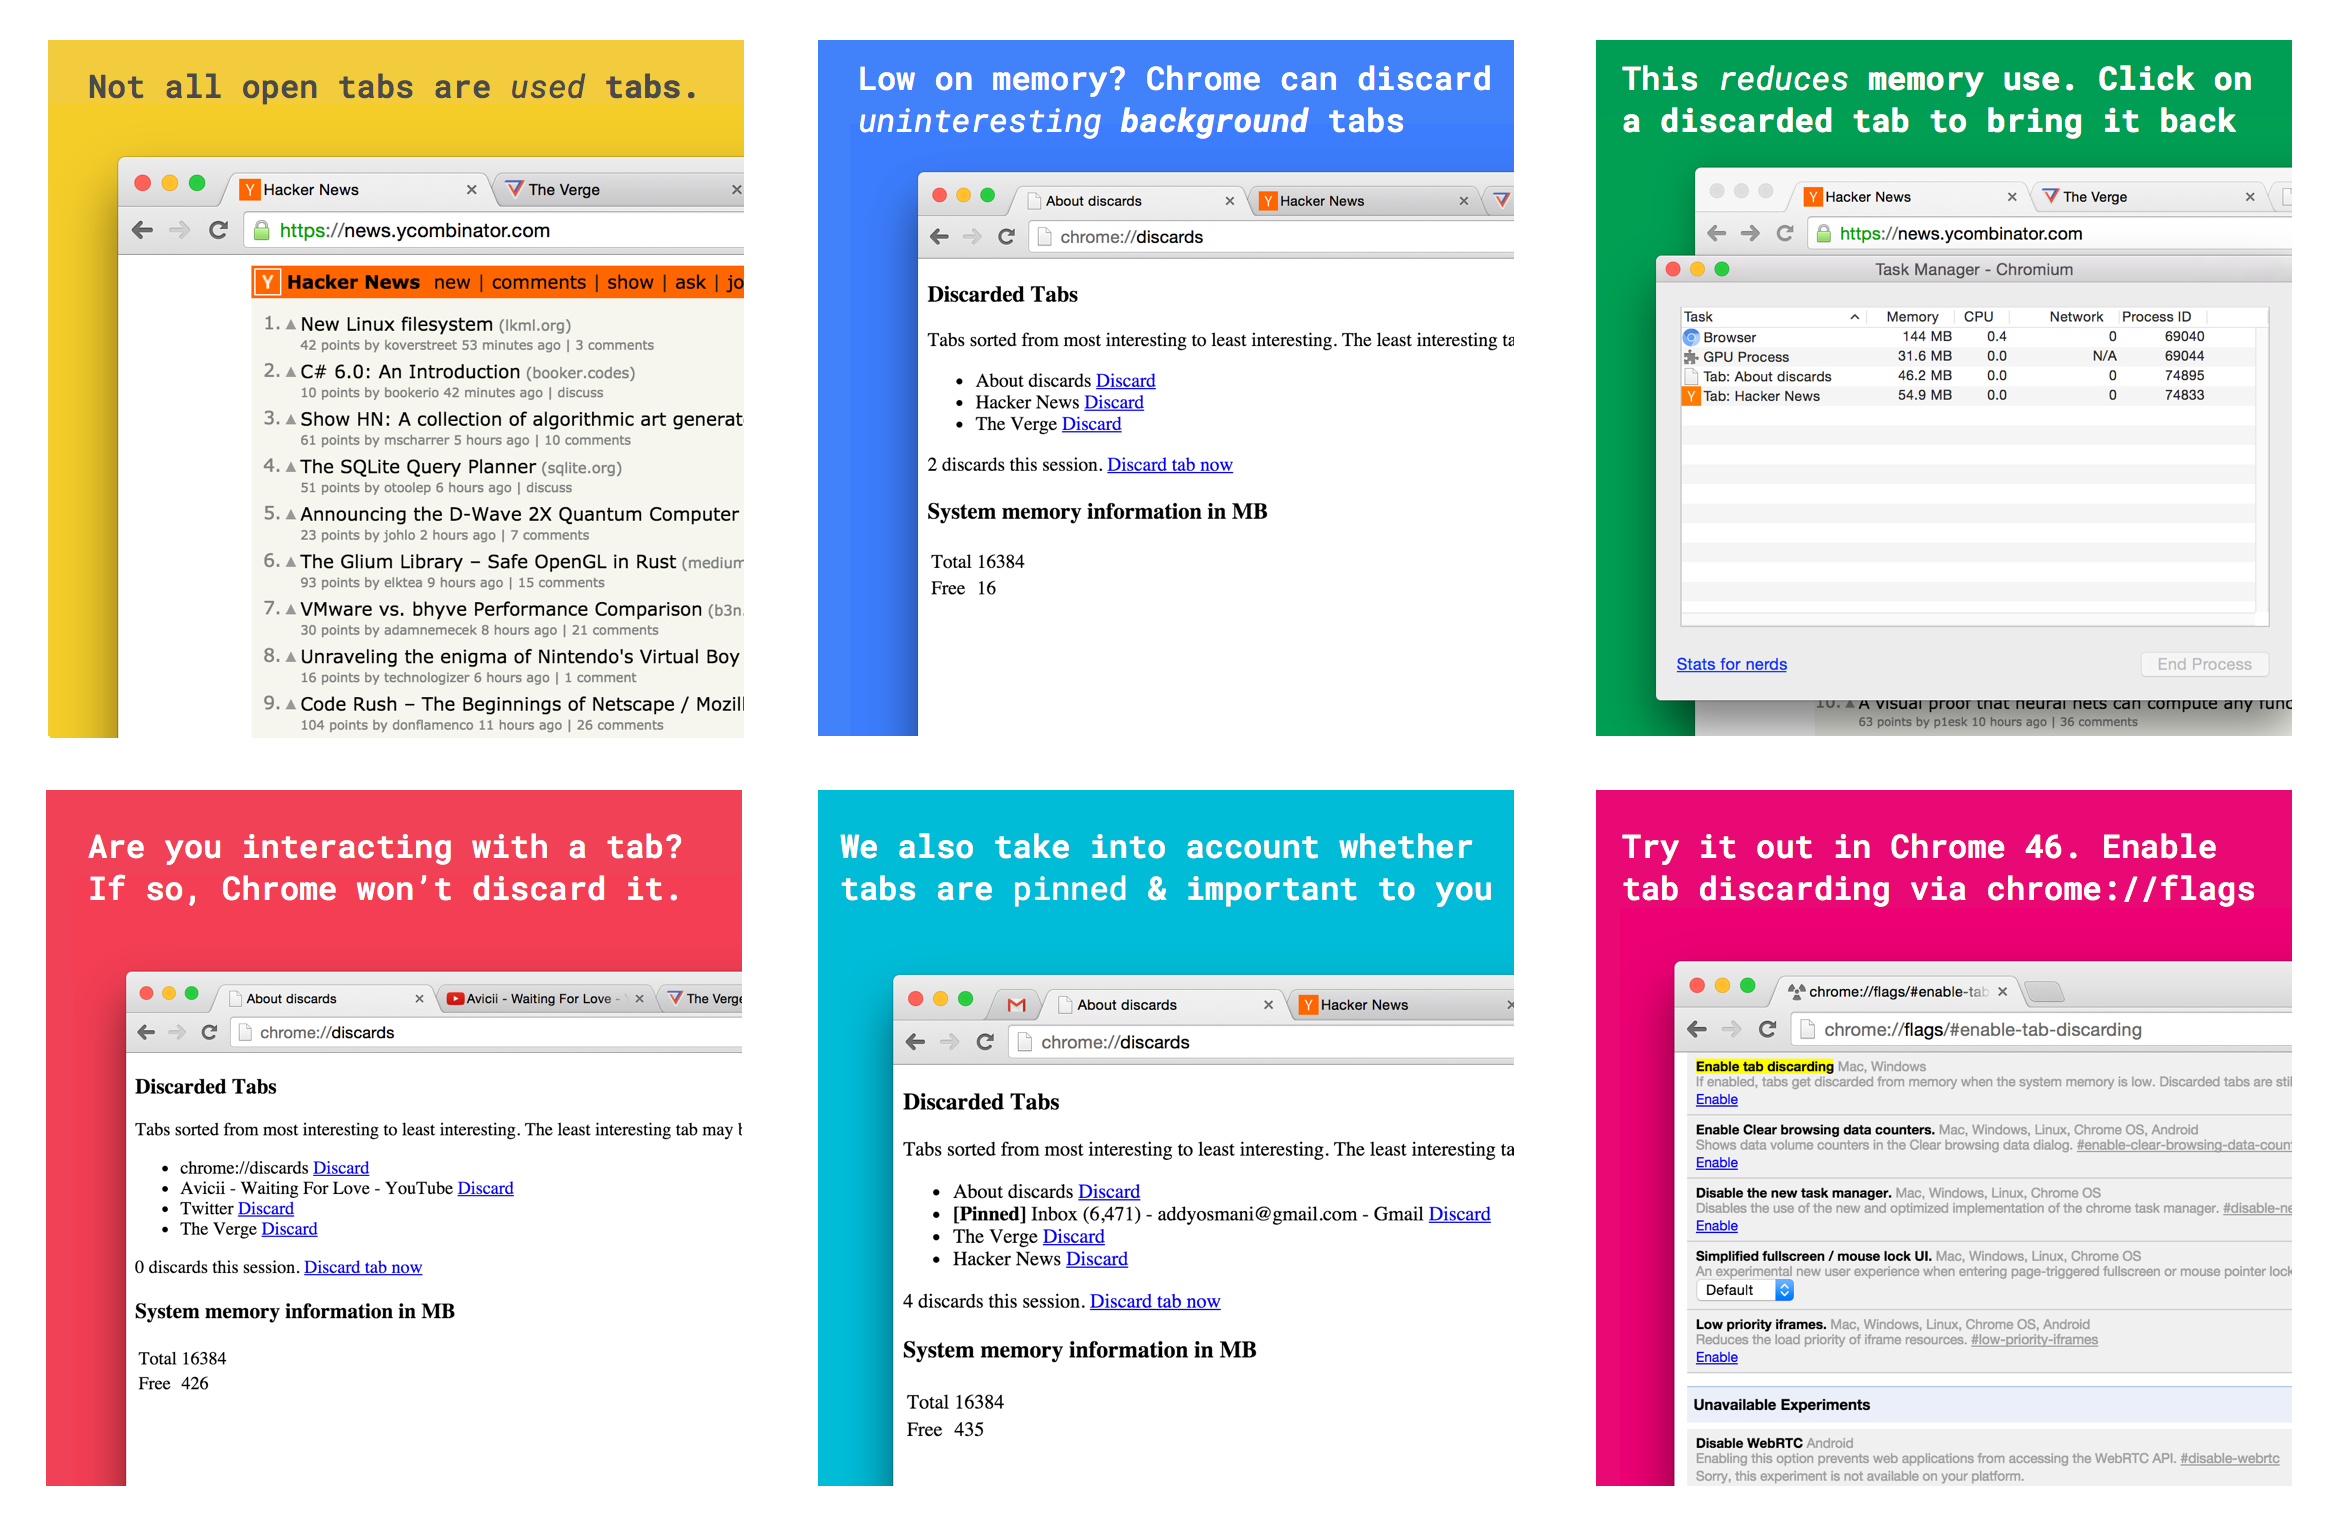 Not all open tabs are used tabs.
Hacker News
The Verge
https://news.ycombinator.com
Y Hacker News new | comments | show | ask | jo
1. New Linux filesystem (lkml.org)
42 points by koverstreet 53 minutes ago | 3 comments
2. C# 6.0: An Introduction (booker.codes)
10 points by bookerio 42 minutes ago | discuss
3. Show HN: A collection of algorithmic art generat
61 points by mscharrer 5 hours ago | 10 comments
4. The SQLite Query Planner (sqlite.org)
51 points by otoolep 6 hours ago | discuss
5. Announcing the D-Wave 2X Quantum Computer
23 points by johlo 2 hours ago | 7 comments
6. The Glium Library – Safe OpenGL in Rust (medium
93 points by elktea 9 hours ago | 15 comments
7. VMware vs. bhyve Performance Comparison (b3n.
30 points by adamnemecek 8 hours ago | 21 comments
8. Unraveling the enigma of Nintendo's Virtual Boy
16 points by technologizer 6 hours ago | 1 comment
9. Code Rush – The Beginnings of Netscape / Mozil
104 points by donflamenco 11 hours ago | 26 comments
Low on memory? Chrome can discard
uninteresting background tabs
About discards
Hacker News
chrome://discards
Discarded Tabs
Tabs sorted from most interesting to least interesting. The least interesting ta
• About discards Discard
• Hacker News Discard
• The Verge Discard
2 discards this session. Discard tab now
System memory information in MB
Total 16384
Free 16
This reduces memory use. Click on
a discarded tab to bring it back
Hacker News
The Verge
https://news.ycombinator.com
Task Manager - Chromium
Task Memory CPU Network Process ID
Browser 144 MB 0.4 0 69040
GPU Process 31.6 MB 0.0 N/A 69044
Tab: About discards 46.2 MB 0.0 0 74895
Tab: Hacker News 54.9 MB 0.0 0 74833
Stats for nerds
End Process
10. A visual proof that neural nets can compute any func
63 points by p1esk 10 hours ago | 36 comments
Are you interacting with a tab?
If so, Chrome won’t discard it.
About discards
Avicii - Waiting For Love -
The Verge
chrome://discards
Discarded Tabs
Tabs sorted from most interesting to least interesting. The least interesting tab may b
• chrome://discards Discard
• Avicii - Waiting For Love - YouTube Discard
• Twitter Discard
• The Verge Discard
0 discards this session. Discard tab now
System memory information in MB
Total 16384
Free 426
We also take into account whether
tabs are pinned & important to you
About discards
Hacker News
chrome://discards
Discarded Tabs
Tabs sorted from most interesting to least interesting. The least interesting ta
• About discards Discard
• [Pinned] Inbox (6,471) - addyosmani@gmail.com - Gmail Discard
• The Verge Discard
• Hacker News Discard
4 discards this session. Discard tab now
System memory information in MB
Total 16384
Free 435
Try it out in Chrome 46. Enable
tab discarding via chrome://flags
chrome://flags/#enable-tab
chrome://flags/#enable-tab-discarding
Enable tab discarding Mac, Windows
If enabled, tabs get discarded from memory when the system memory is low. Discarded tabs are stil
Enable
Enable Clear browsing data counters. Mac, Windows, Linux, Chrome OS, Android
Shows data volume counters in the Clear browsing data dialog. #enable-clear-browsing-data-coun
Enable
Disable the new task manager. Mac, Windows, Linux, Chrome OS
Disables the use of the new and optimized implementation of the chrome task manager. #disable-ne
Enable
Simplified fullscreen / mouse lock UI. Mac, Windows, Linux, Chrome OS
An experimental new user experience when entering page-triggered fullscreen or mouse pointer lock
Default
Low priority iframes. Mac, Windows, Linux, Chrome OS, Android
Reduces the load priority of iframe resources. #low-priority-iframes
Enable
Unavailable Experiments
Disable WebRTC Android
Enabling this option prevents web applications from accessing the WebRTC API. #disable-webrtc
Sorry, this experiment is not available on your platform.